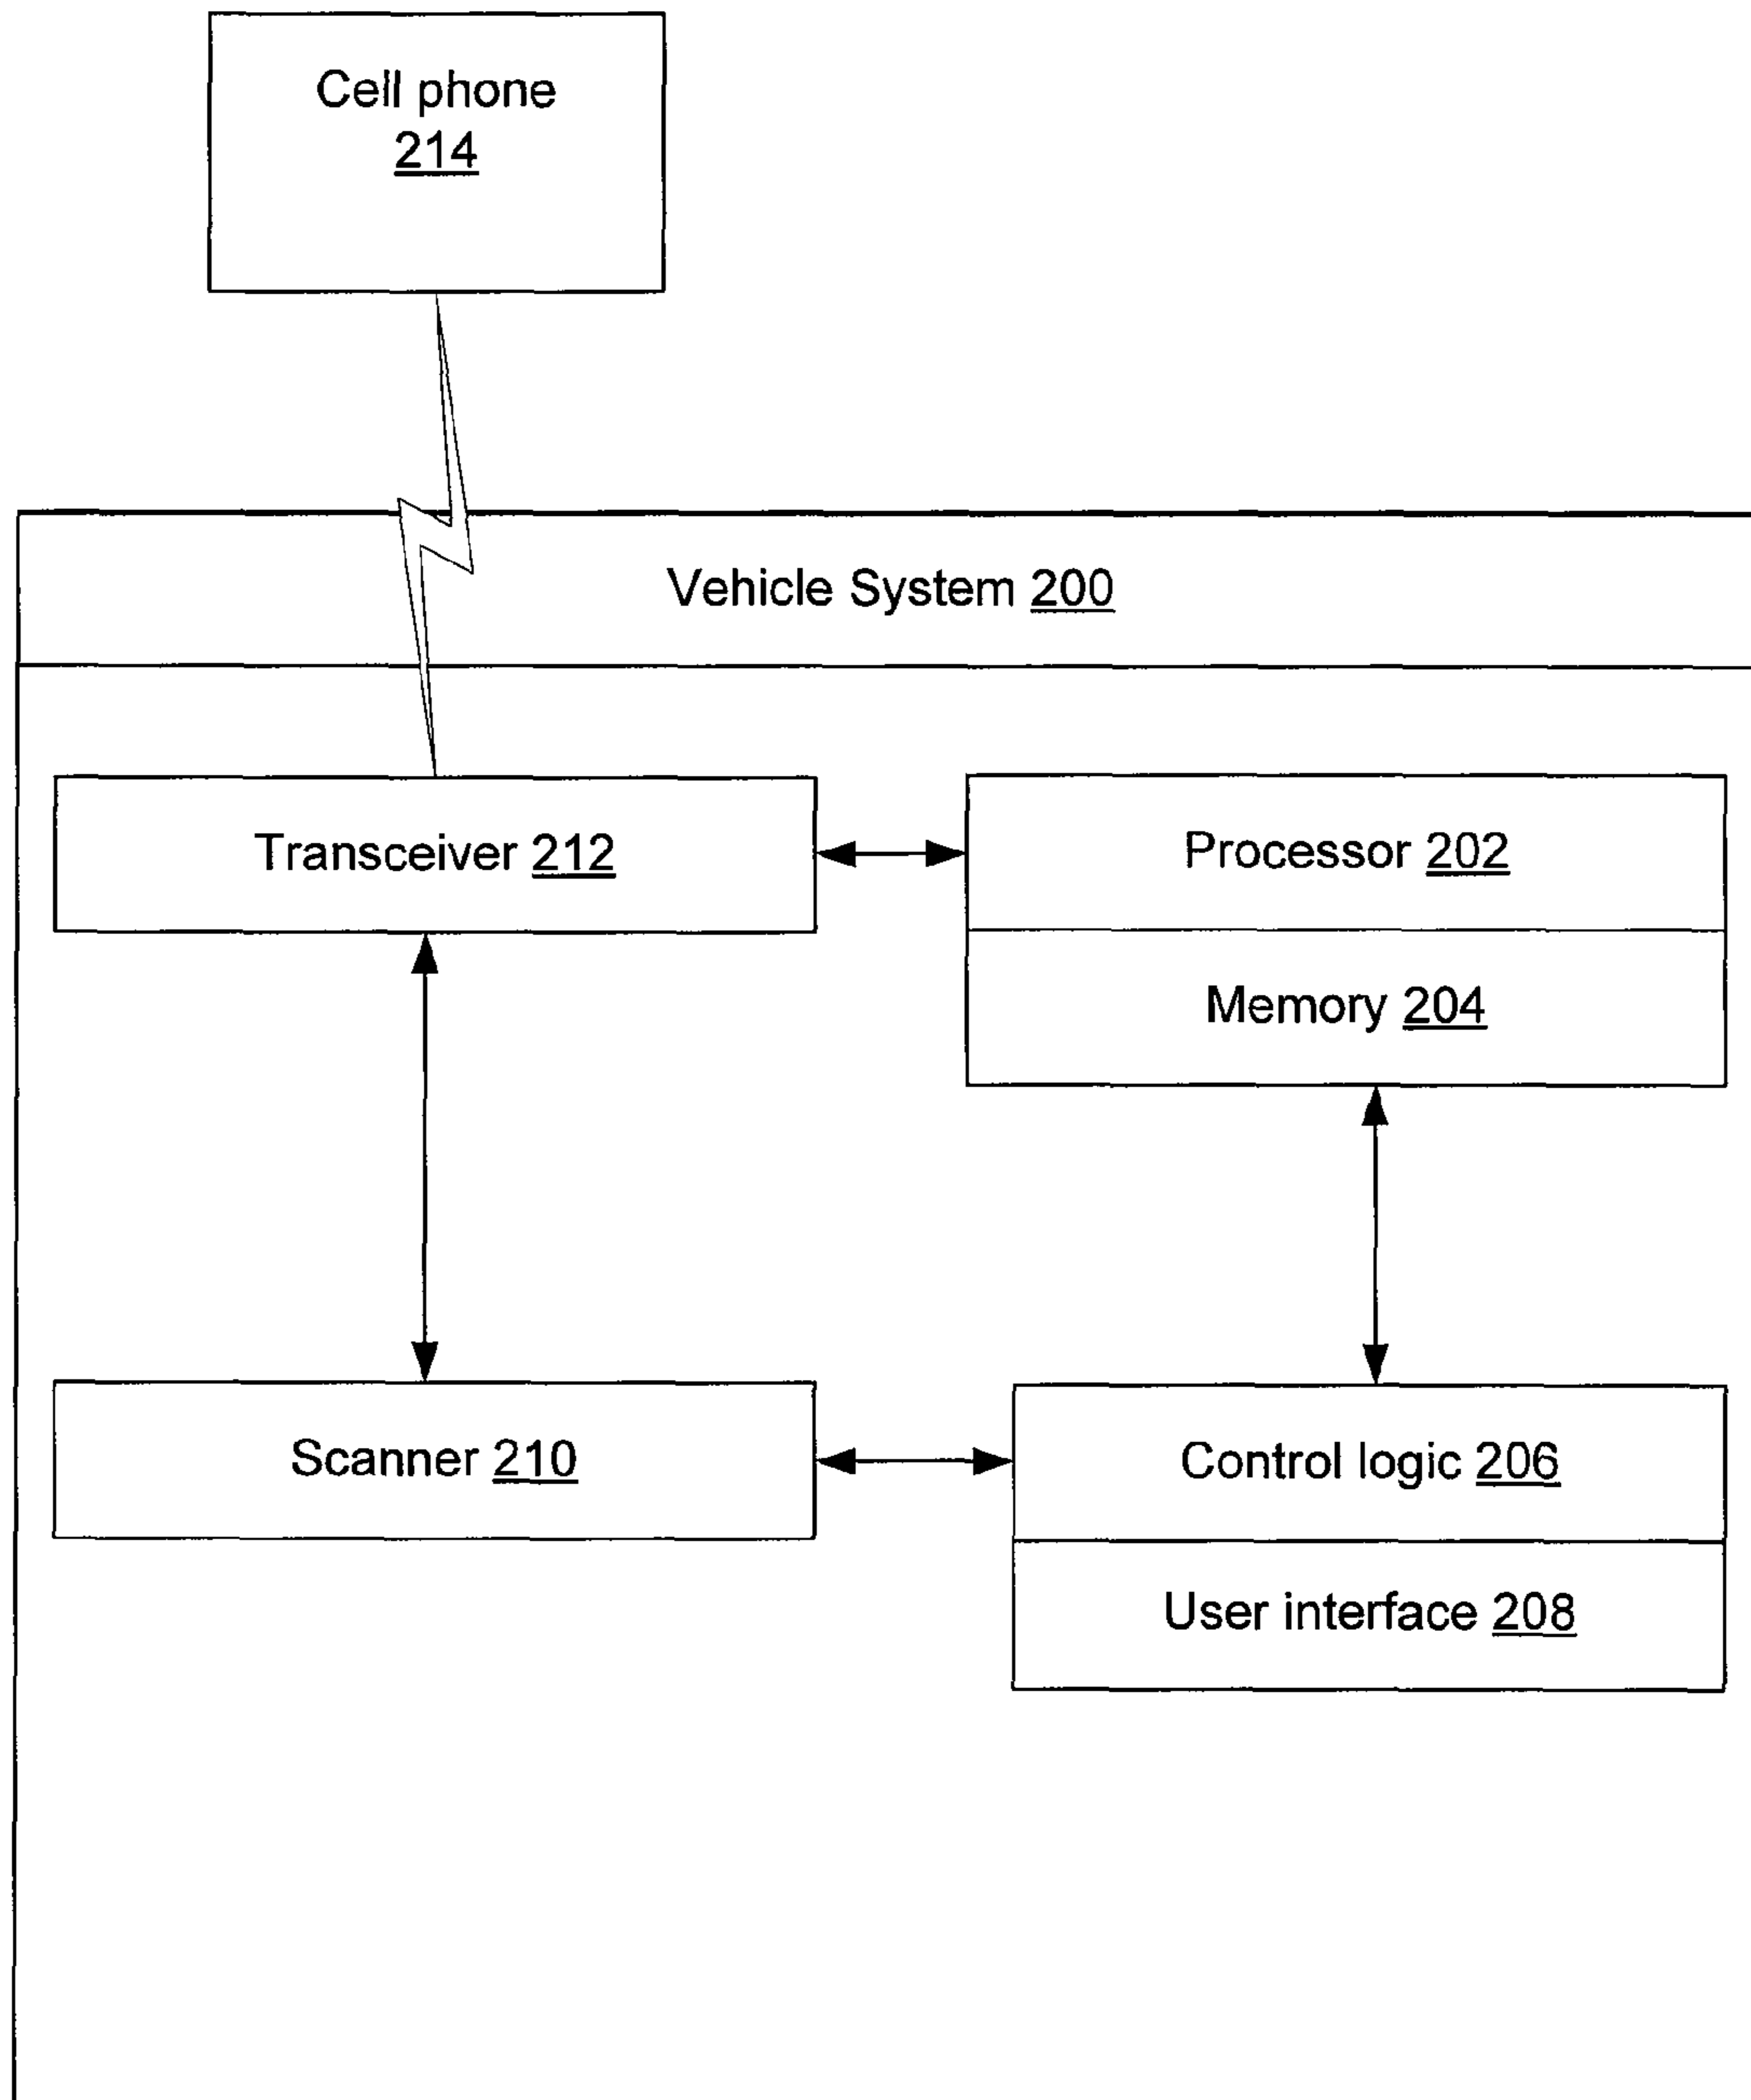 Cell phone
214
Vehicle System 200
Transceiver 212
Processor 202
Memory 204
Scanner 210
Control logic 206
User interface 208